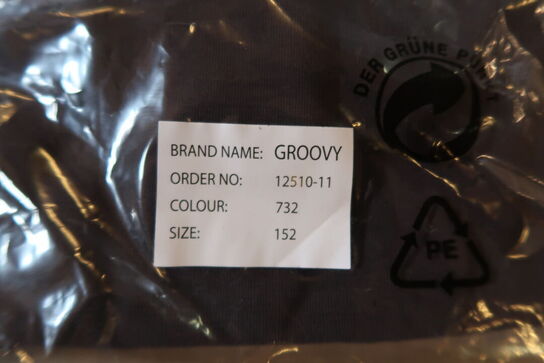 DER GRÜNE PUNKT
BRAND NAME: GROOVY
ORDER NO: 12510-11
COLOUR: 732
SIZE: 152
PE